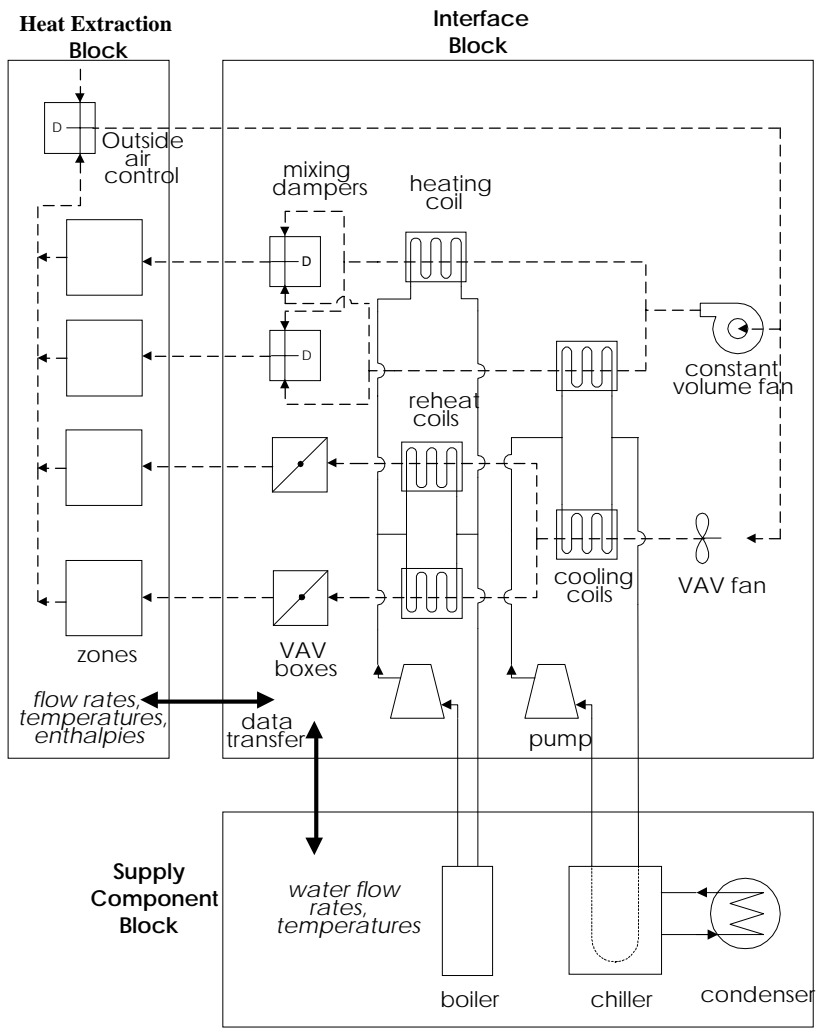 Heat Extraction
Block
Interface
Block
D
Outside
air
control
mixing
dampers
heating
coil
D
D
constant
volume fan
reheat
coils
cooling
coils
VAV fan
zones
VAV
boxes
flow rates,
temperatures,
enthalpies
data
transfer
pump
Supply
Component
Block
water flow
rates,
temperatures
boiler
chiller
condenser